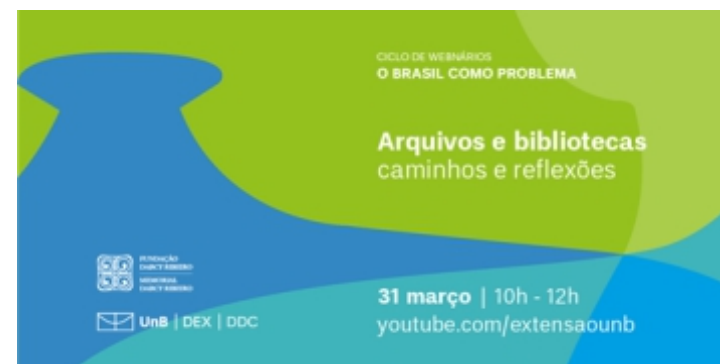 CICLO DE WEBNÁRIOS
O BRASIL COMO PROBLEMA
Arquivos e bibliotecas
caminhos e reflexões
FUNDAÇÃO
DARCY RIBEIRO
MEMORIAL
DARCY RIBEIRO
UnB | DEX | DDC
31 março | 10h - 12h
youtube.com/extensaounb